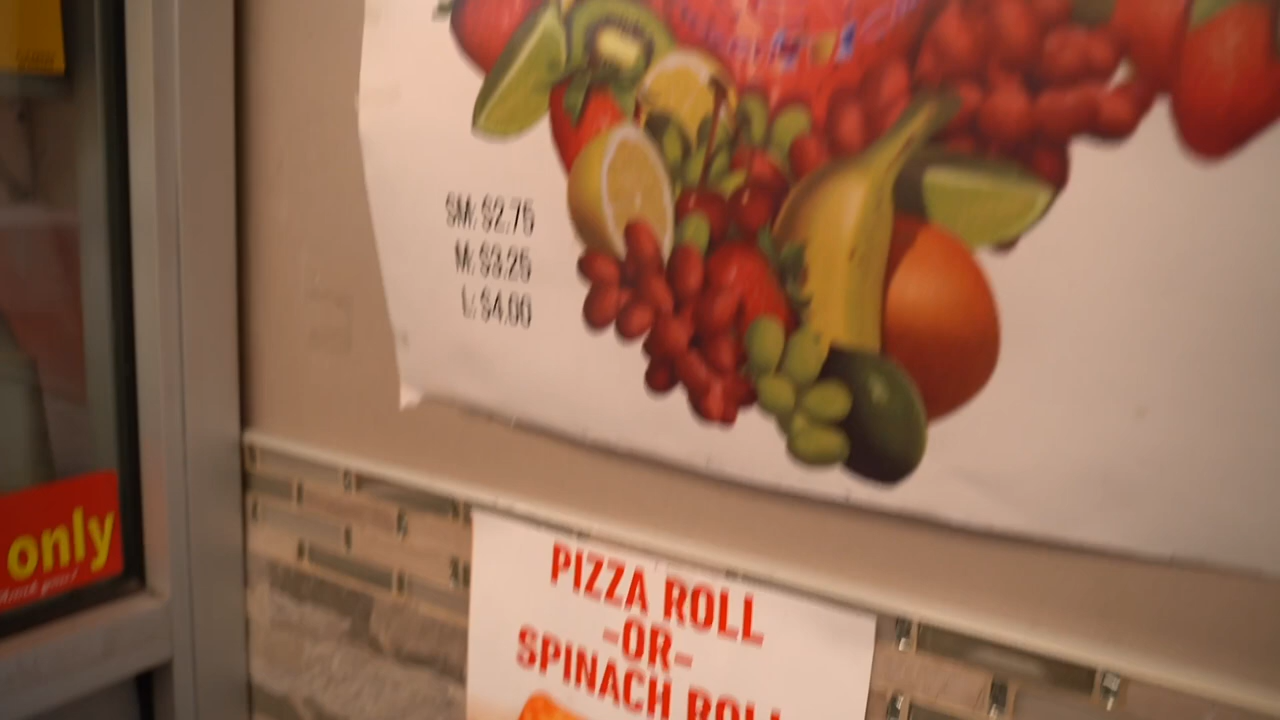 SM: $2.75
M: $3.25
L: $4.00
only
PIZZA ROLL
-OR-
SPINACH ROLL